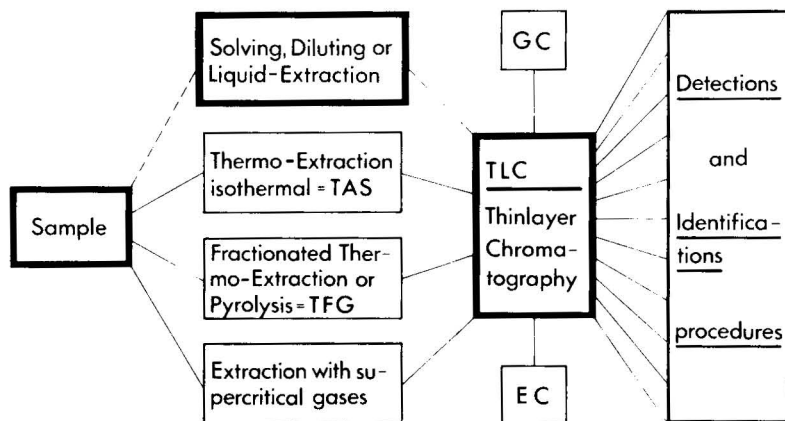 Sample
Solving, Diluting or
Liquid-Extraction
Thermo-Extraction
isothermal = TAS
Fractionated Ther-
mo-Extraction or
Pyrolysis = TFG
Extraction with su-
percritical gases
GC
TLC
Thinlayer
Chroma-
tography
EC
Detections
and
Identifica-
tions
procedures